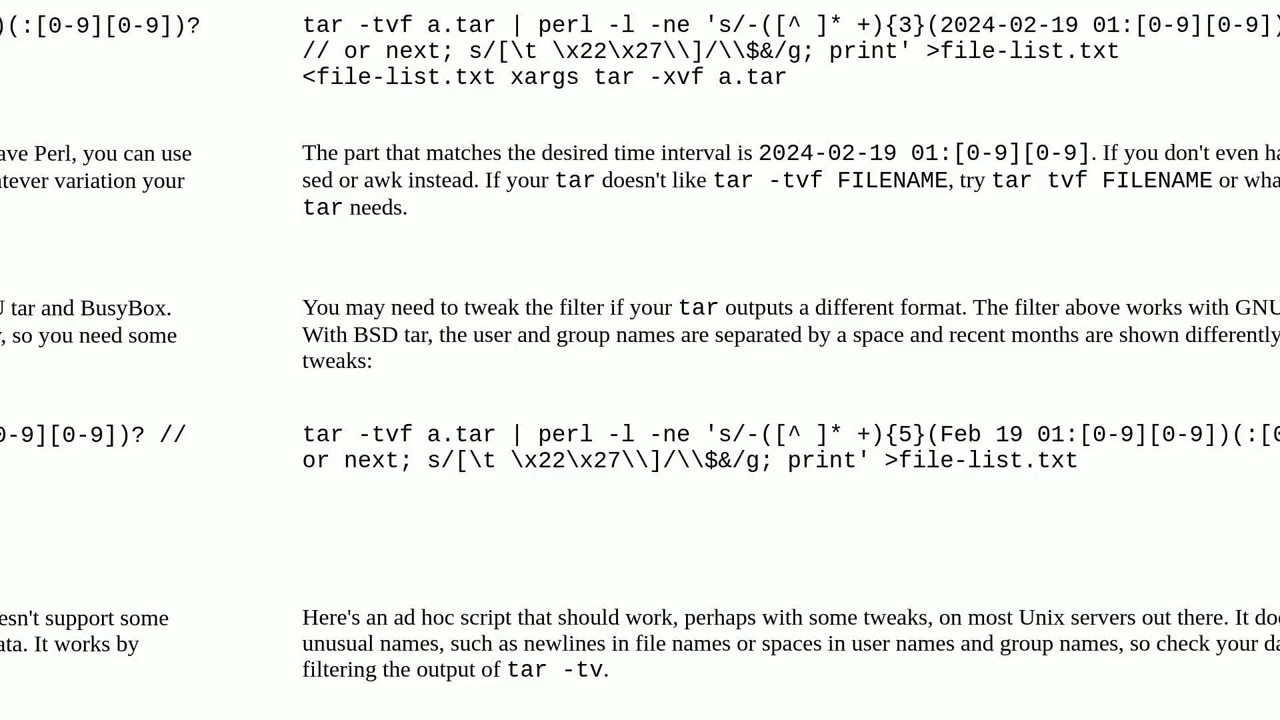 )(:[0-9][0-9])?
ave Perl, you can use
tever variation your
U tar and BusyBox.
, so you need some
0-9][0-9])? //
esn't support some
ata. It works by
tar -tvf a.tar | perl -l -ne 's/-([^ ]* +){3}(2024-02-19 01:[0-9][0-9])
// or next; s/[\t \x22\x27\\]/\\$&/g; print' >file-list.txt
<file-list.txt xargs tar -xvf a.tar
The part that matches the desired time interval is 2024-02-19 01:[0-9][0-9]. If you don't even ha
sed or awk instead. If your tar doesn't like tar -tvf FILENAME, try tar tvf FILENAME or wha
tar needs.
You may need to tweak the filter if your tar outputs a different format. The filter above works with GNU
With BSD tar, the user and group names are separated by a space and recent months are shown differently
tweaks:
tar -tvf a.tar | perl -l -ne 's/-([^ ]* +){5}(Feb 19 01:[0-9][0-9])(:[0
or next; s/[\t \x22\x27\\]/\\$&/g; print' >file-list.txt
Here's an ad hoc script that should work, perhaps with some tweaks, on most Unix servers out there. It doe
unusual names, such as newlines in file names or spaces in user names and group names, so check your da
filtering the output of tar -tv.